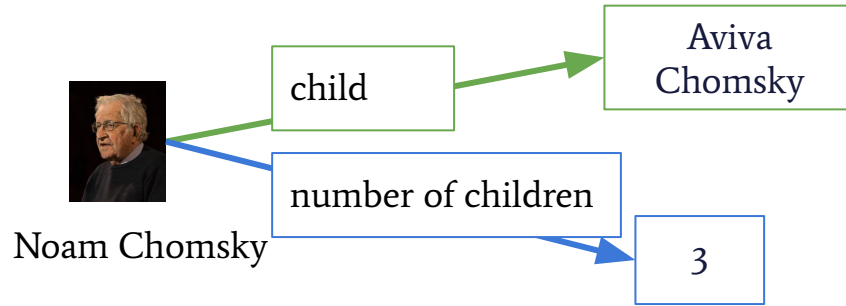 Aviva
Chomsky
child
number of children
Noam Chomsky
3